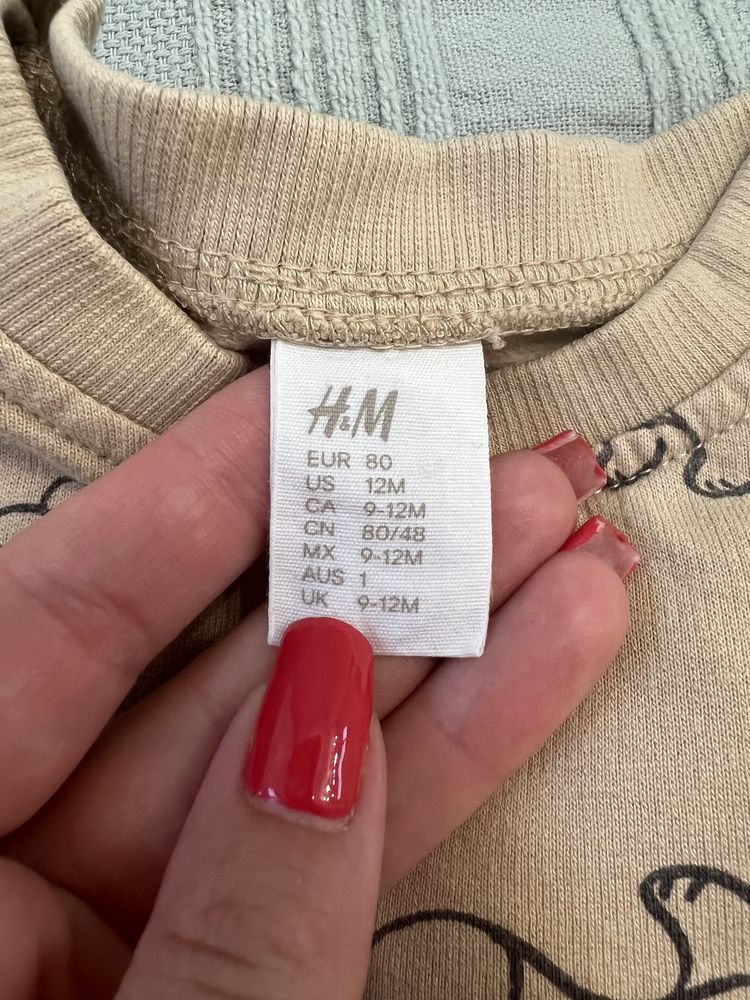 H&M
EUR 80
US 12M
CA 9-12M
CN 80/48
MX 9-12M
AUS 1
UK 9-12M